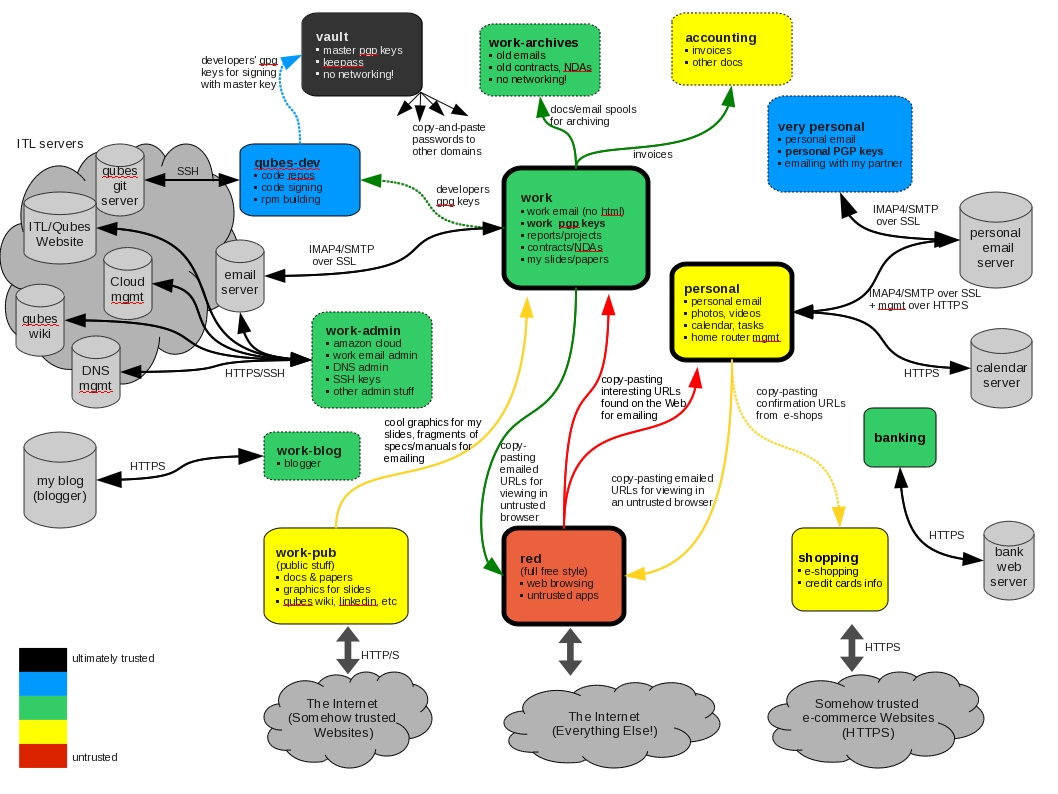 vault
▪ master pgp keys
▪ keepass
▪ no networking!
work-archives
▪ old emails
▪ old contracts, NDAs
▪ no networking!
accounting
▪ invoices
▪ other docs
developers' gpg
keys for signing
with master key
copy-and-paste
passwords to
other domains
docs/email spools
for archiving
invoices
very personal
▪ personal email
▪ personal PGP keys
▪ emailing with my partner
ITL servers
qubes
git
server
SSH
qubes-dev
▪ code repos
▪ code signing
▪ rpm building
developers
gpg keys
work
▪ work email (no html)
▪ work pgp keys
▪ reports/projects
▪ contracts/NDAs
▪ my slides/papers
IMAP4/SMTP
over SSL
personal
email
server
ITL/Qubes
Website
Cloud
mgmt
email
server
IMAP4/SMTP
over SSL
qubes
wiki
DNS
mgmt
HTTPS/SSH
work-admin
▪ amazon cloud
▪ work email admin
▪ DNS admin
▪ SSH keys
▪ other admin stuff
personal
▪ personal email
▪ photos, videos
▪ calendar, tasks
▪ home router mgmt
IMAP4/SMTP over SSL
+ mgmt over HTTPS
HTTPS
calendar
server
copy-pasting
interesting URLs
found on the Web
for emailing
copy-pasting
confirmation URLs
from e-shops
cool graphics for my
slides, fragments of
specs/manuals for
emailing
copy-
pasting
emailed
URLs for
viewing in
untrusted
browser
copy-pasting emailed
URLs for viewing in
an untrusted browser
my blog
(blogger)
HTTPS
work-blog
▪ blogger
banking
HTTPS
bank
web
server
work-pub
(public stuff)
▪ docs & papers
▪ graphics for slides
▪ qubes wiki, linkedin, etc
red
(full free style)
▪ web browsing
▪ untrusted apps
shopping
▪ e-shopping
▪ credit cards info
HTTP/S
HTTPS
The Internet
(Somehow trusted
Websites)
The Internet
(Everything Else!)
Somehow trusted
e-commerce Websites
(HTTPS)
ultimately trusted
untrusted